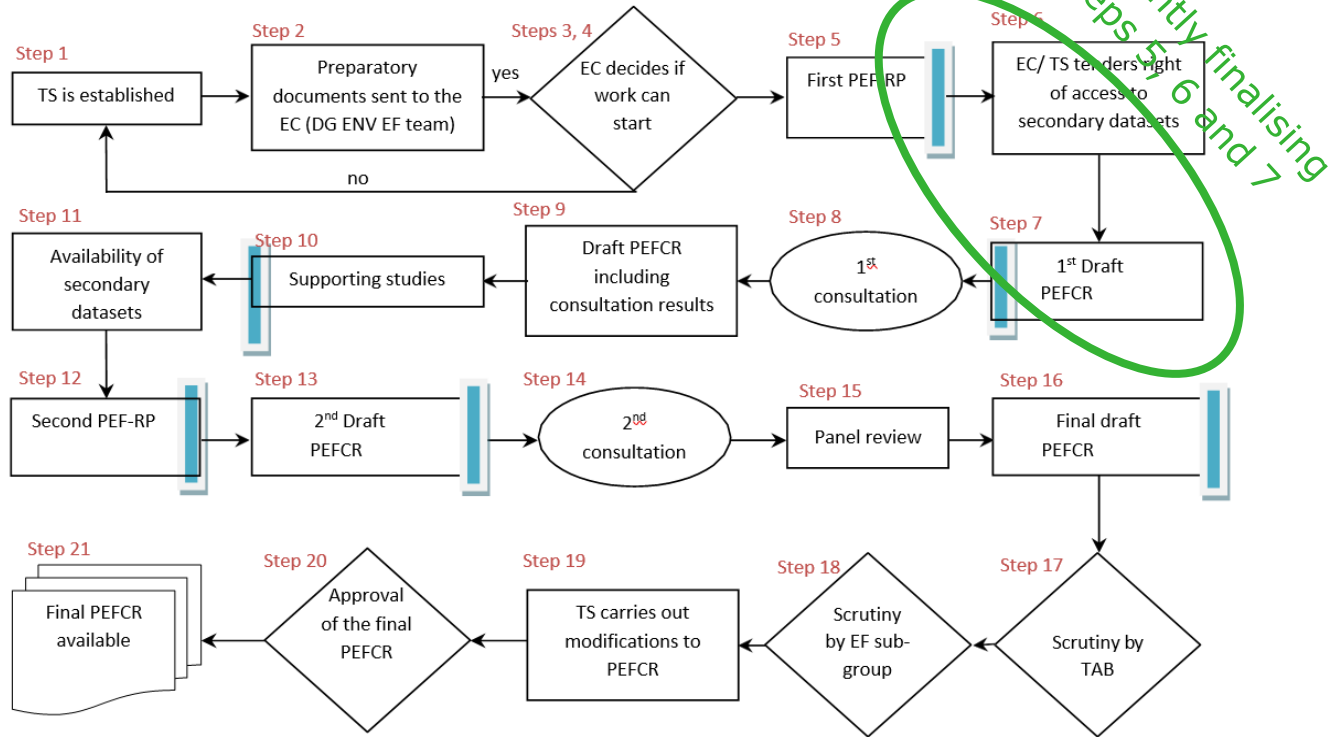 Step 1
TS is established
Step 2
Preparatory
documents sent to the
EC (DG ENV EF team)
yes
Steps 3, 4
EC decides if
work can
start
no
Step 5
First PEF-RP
Step 6
EC/ TS tenders right
of access to
secondary datasets
finalising
5, 6 and 7
Step 7
1st Draft
PEFCR
Step 8
1st
consultation
Step 9
Draft PEFCR
including
consultation results
Step 10
Supporting studies
Step 11
Availability of
secondary
datasets
Step 12
Second PEF-RP
Step 13
2nd Draft
PEFCR
Step 14
2nd
consultation
Step 15
Panel review
Step 16
Final draft
PEFCR
Step 17
Scrutiny by
TAB
Step 18
Scrutiny
by EF sub-
group
Step 19
TS carries out
modifications to
PEFCR
Step 20
Approval
of the final
PEFCR
Step 21
Final PEFCR
available